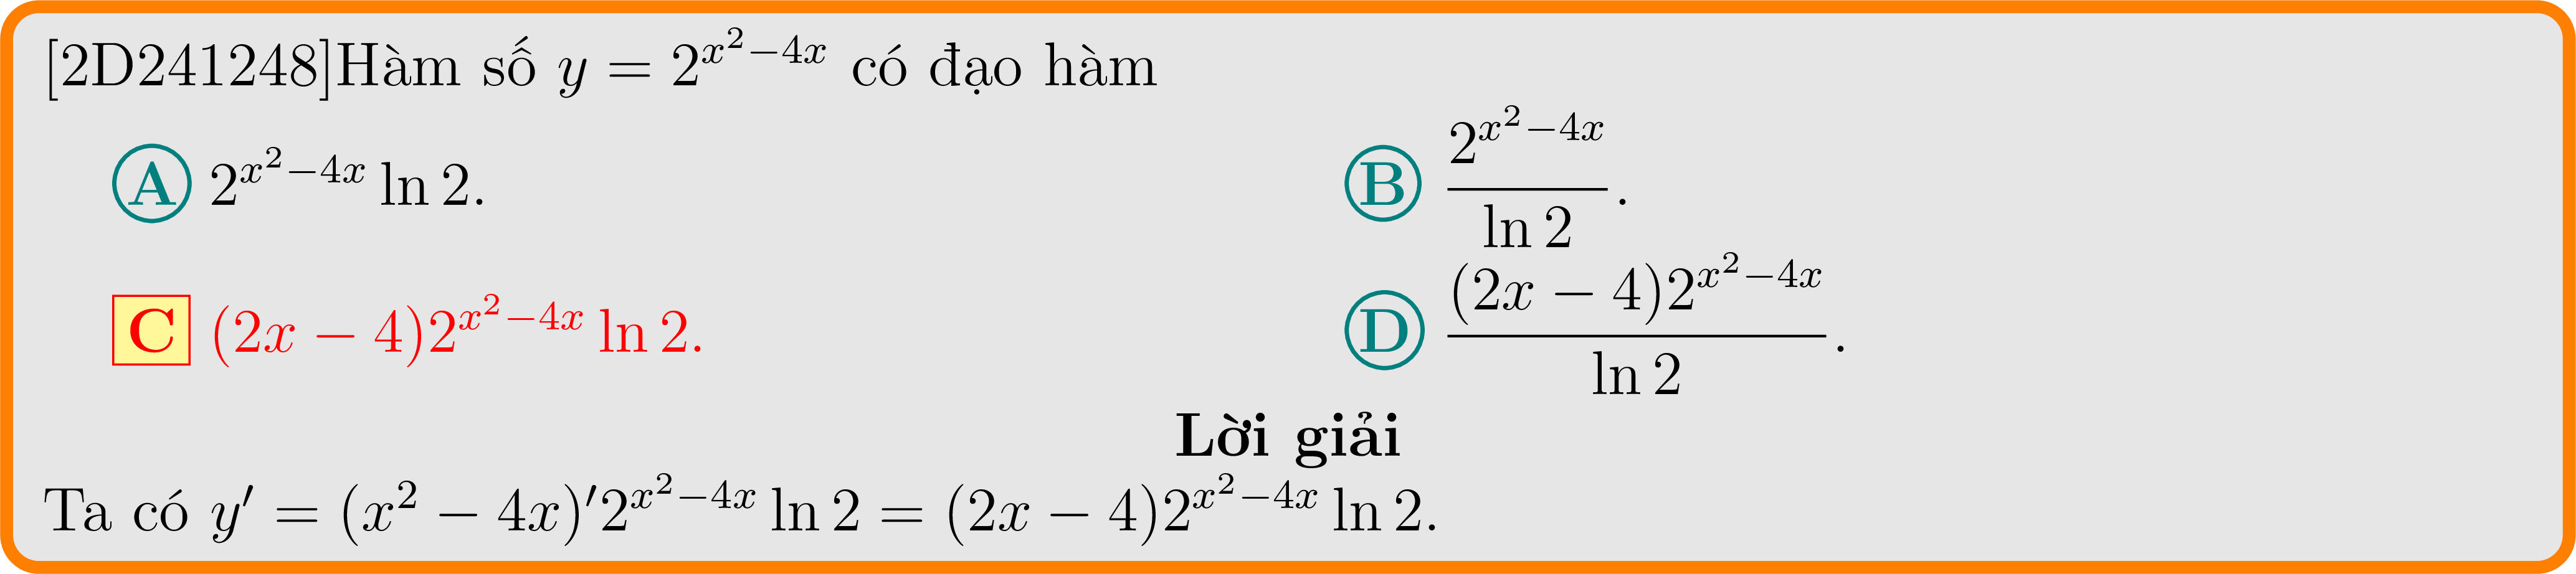 [2D241248]Hàm số $y = 2^{x^2-4x}$ có đạo hàm
A $2^{x^2-4x} \ln 2$. B $\dfrac{2^{x^2-4x}}{\ln 2}$.
C $(2x-4)2^{x^2-4x} \ln 2$. D $\dfrac{(2x-4)2^{x^2-4x}}{\ln 2}$.
Lời giải
Ta có $y' = (x^2-4x)'2^{x^2-4x} \ln 2 = (2x-4)2^{x^2-4x} \ln 2$.